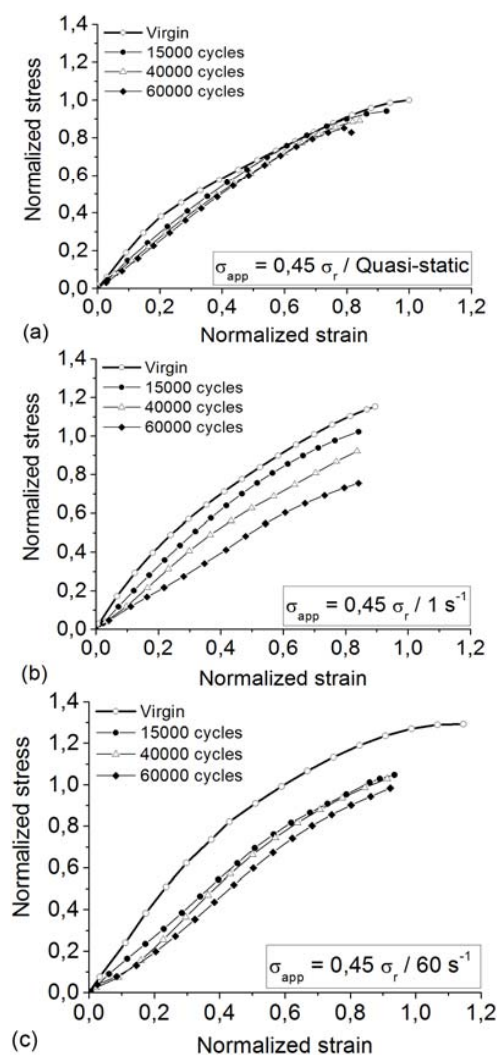 1,4
1,2
1,0
0,8
0,6
0,4
0,2
0,0
Normalized stress
Virgin
15000 cycles
40000 cycles
60000 cycles
σapp = 0,45 σr / Quasi-static
0,0 0,2 0,4 0,6 0,8 1,0 1,2
(a)
Normalized strain
1,4
1,2
1,0
0,8
0,6
0,4
0,2
0,0
Normalized stress
Virgin
15000 cycles
40000 cycles
60000 cycles
σapp = 0,45 σr / 1 s⁻¹
0,0 0,2 0,4 0,6 0,8 1,0 1,2
(b)
Normalized strain
1,4
1,2
1,0
0,8
0,6
0,4
0,2
0,0
Normalized stress
Virgin
15000 cycles
40000 cycles
60000 cycles
σapp = 0,45 σr / 60 s⁻¹
0,0 0,2 0,4 0,6 0,8 1,0 1,2
(c)
Normalized strain